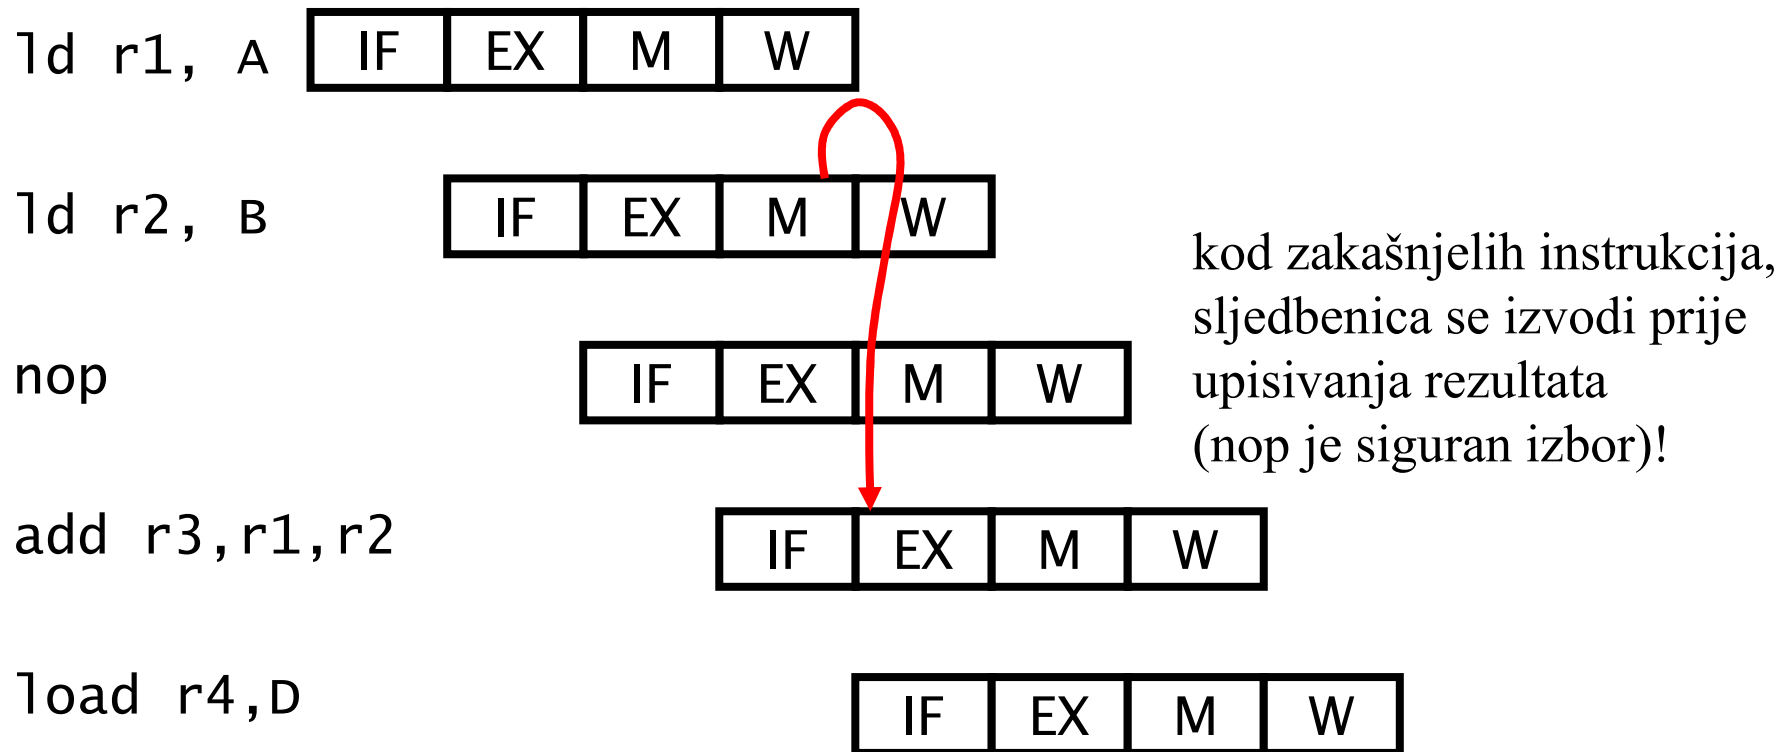 ld r1, A IF EX M W
ld r2, B IF EX M W
kod zakašnjelih instrukcija,
sljedbenica se izvodi prije
upisivanja rezultata
(nop je siguran izbor)!
nop IF EX M W
add r3,r1,r2 IF EX M W
load r4,D IF EX M W